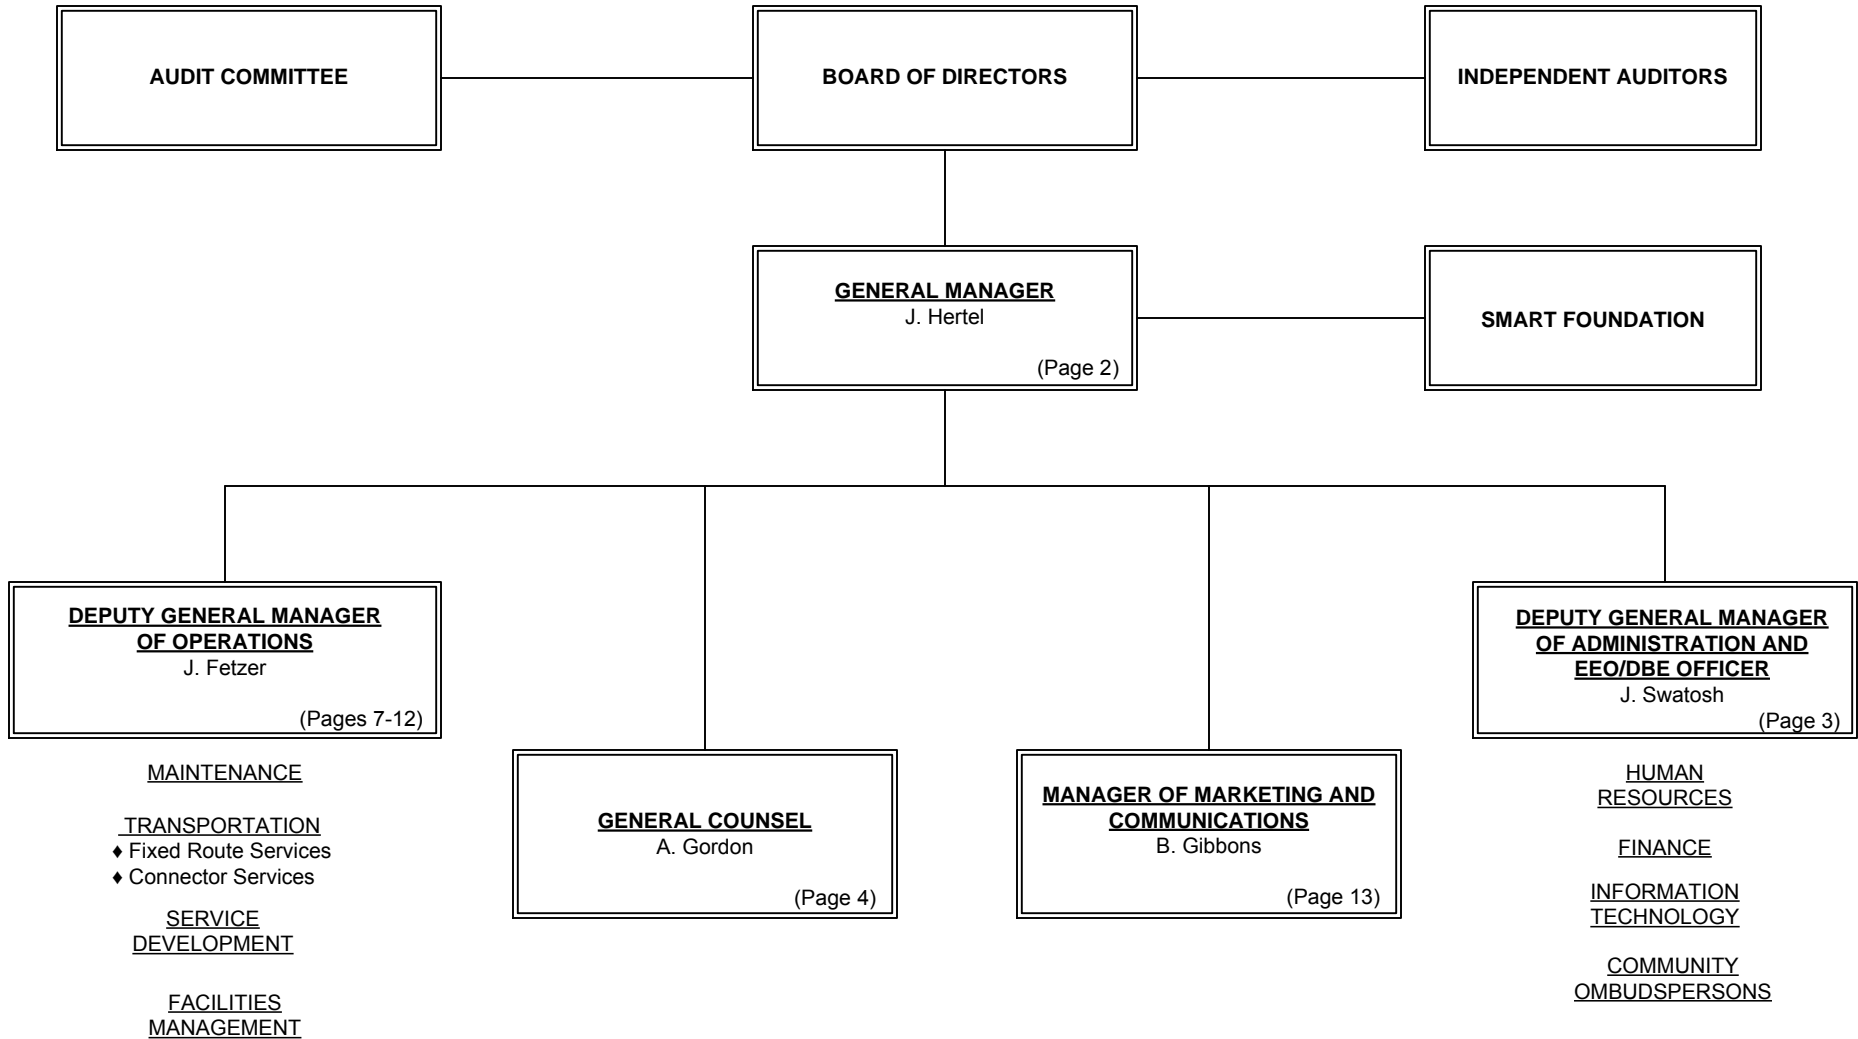 AUDIT COMMITTEE
BOARD OF DIRECTORS
INDEPENDENT AUDITORS
GENERAL MANAGER
J. Hertel
(Page 2)
SMART FOUNDATION
DEPUTY GENERAL MANAGER
OF OPERATIONS
J. Fetzer
(Pages 7-12)
MAINTENANCE
TRANSPORTATION
♦ Fixed Route Services
♦ Connector Services
SERVICE
DEVELOPMENT
FACILITIES
MANAGEMENT
GENERAL COUNSEL
A. Gordon
(Page 4)
MANAGER OF MARKETING AND
COMMUNICATIONS
B. Gibbons
(Page 13)
DEPUTY GENERAL MANAGER
OF ADMINISTRATION AND
EEO/DBE OFFICER
J. Swatosh
(Page 3)
HUMAN
RESOURCES
FINANCE
INFORMATION
TECHNOLOGY
COMMUNITY
OMBUDSPERSONS